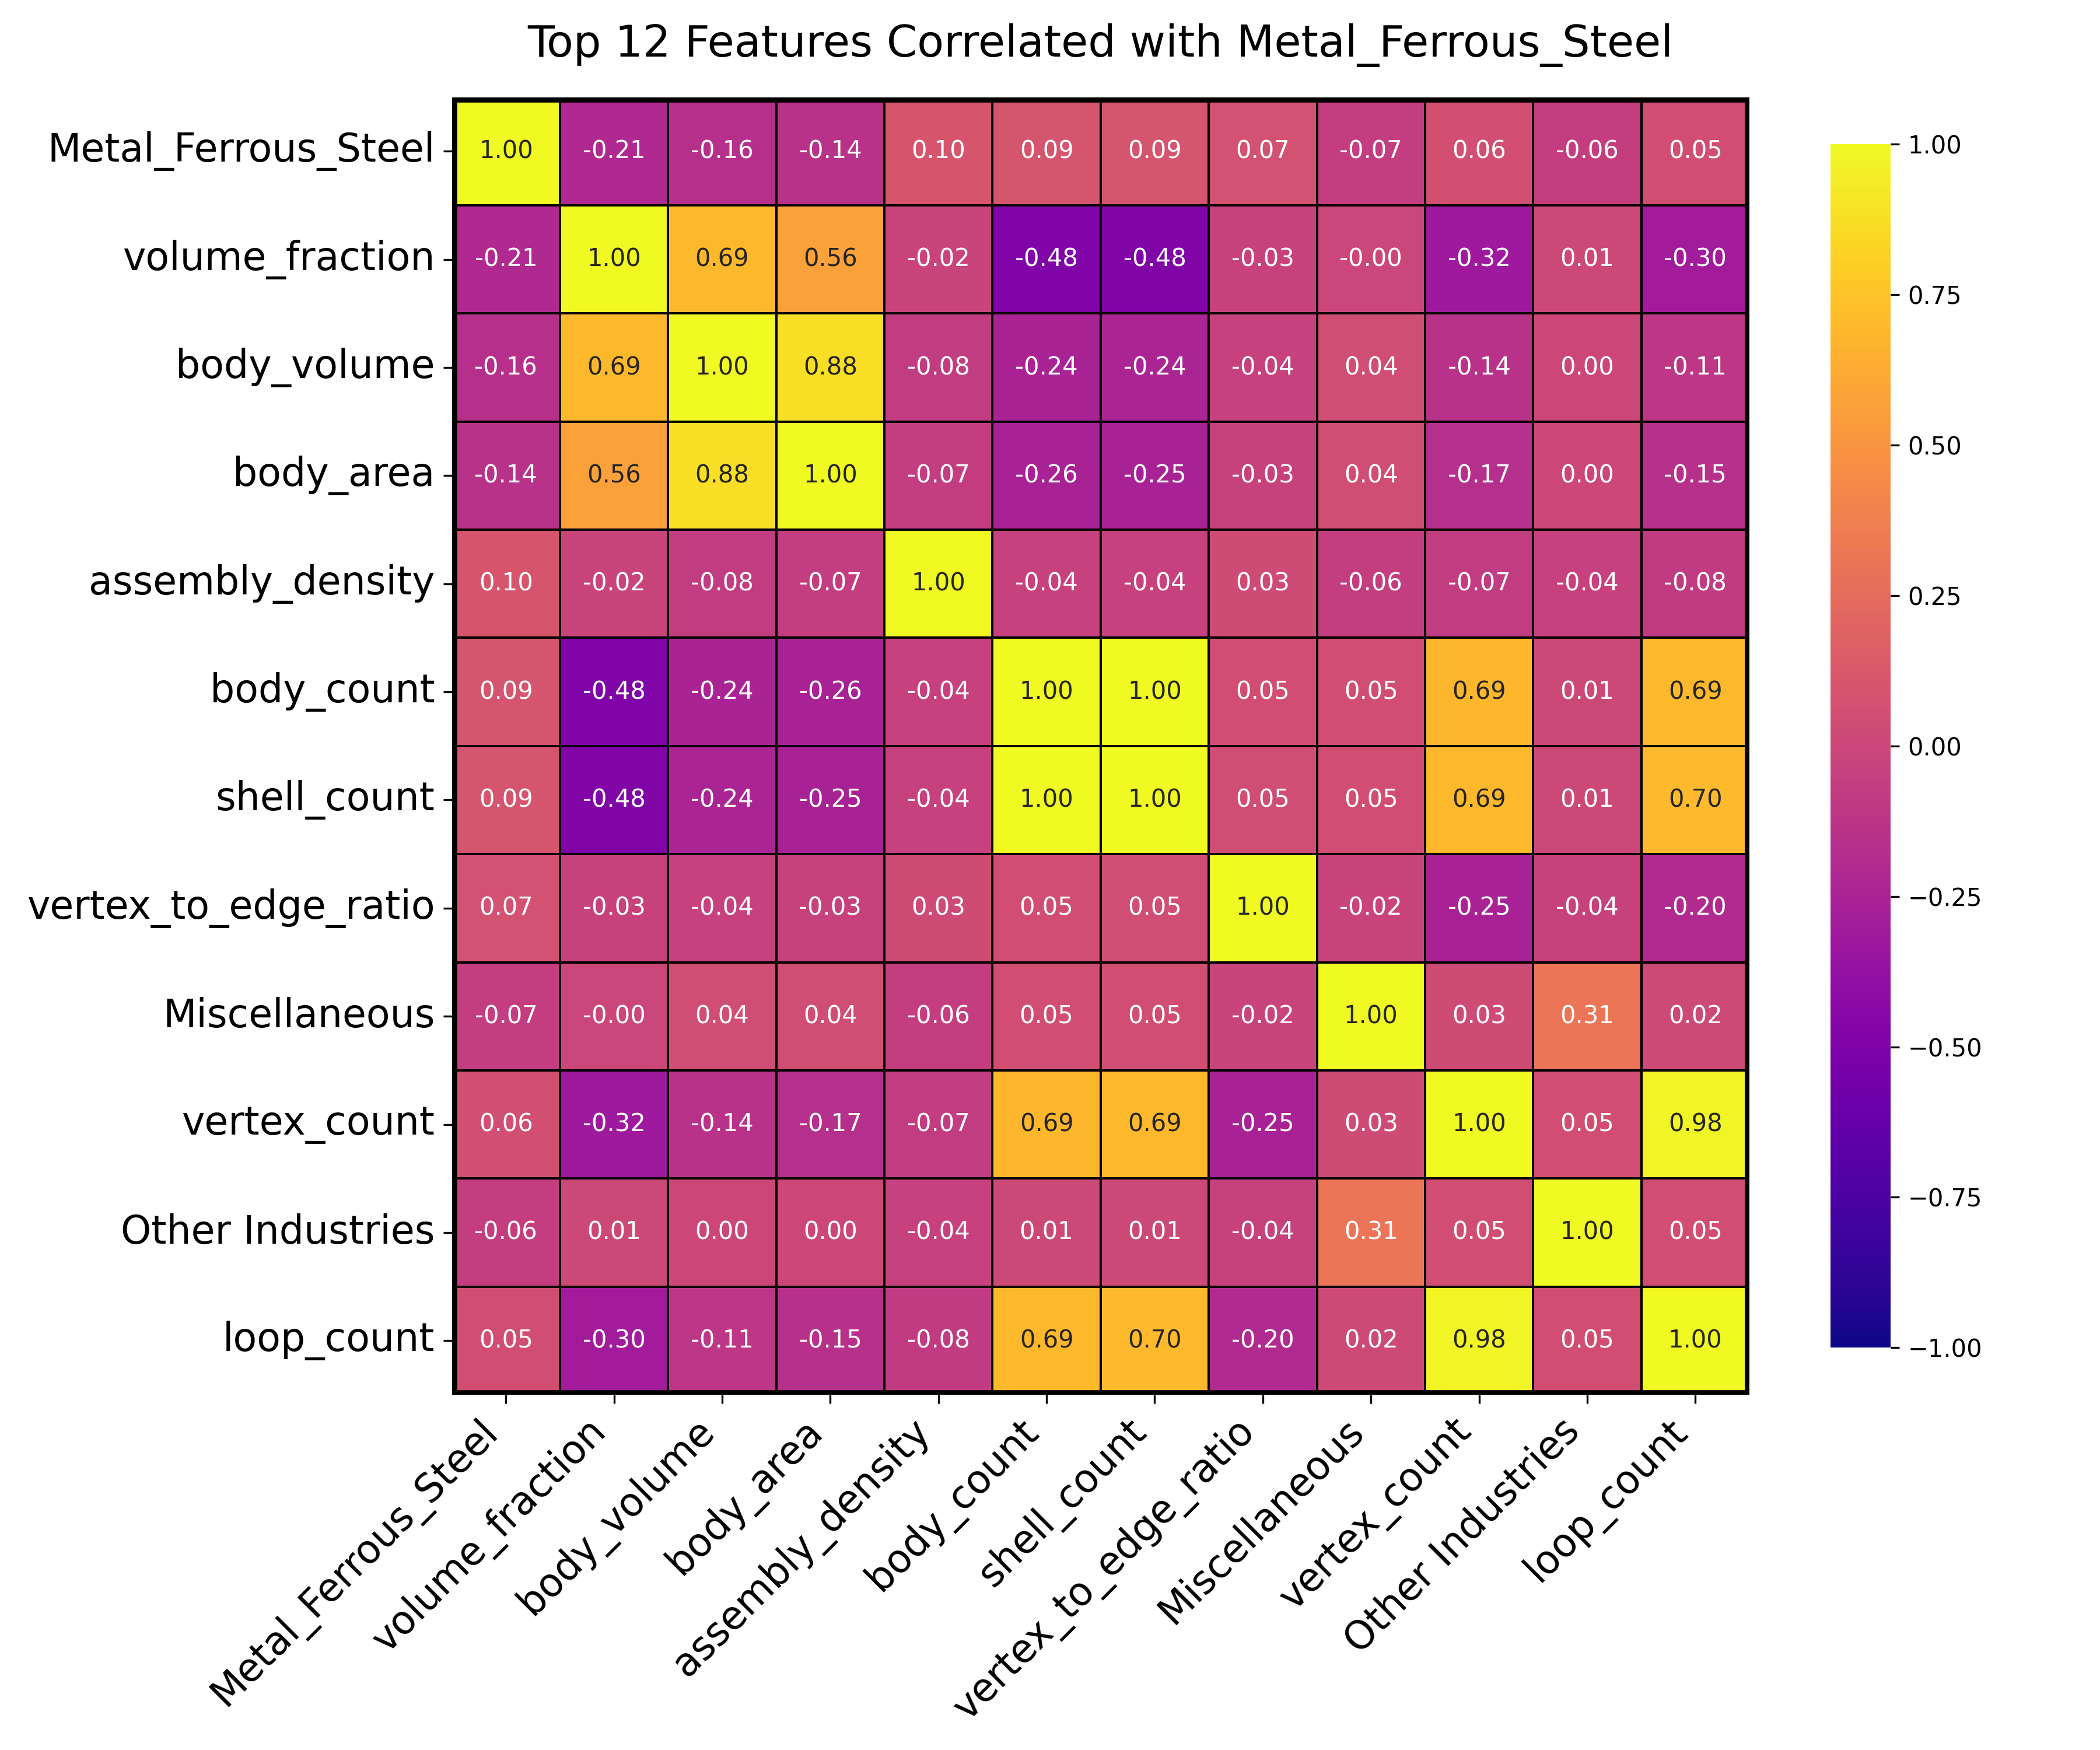 Top 12 Features Correlated with Metal_Ferrous_Steel
Metal_Ferrous_Steel 1.00 -0.21 -0.16 -0.14 0.10 0.09 0.09 0.07 -0.07 0.06 -0.06 0.05
volume_fraction -0.21 1.00 0.69 0.56 -0.02 -0.48 -0.48 -0.03 -0.00 -0.32 0.01 -0.30
body_volume -0.16 0.69 1.00 0.88 -0.08 -0.24 -0.24 -0.04 0.04 -0.14 0.00 -0.11
body_area -0.14 0.56 0.88 1.00 -0.07 -0.26 -0.25 -0.03 0.04 -0.17 0.00 -0.15
assembly_density 0.10 -0.02 -0.08 -0.07 1.00 -0.04 -0.04 0.03 -0.06 -0.07 -0.04 -0.08
body_count 0.09 -0.48 -0.24 -0.26 -0.04 1.00 1.00 0.05 0.05 0.69 0.01 0.69
shell_count 0.09 -0.48 -0.24 -0.25 -0.04 1.00 1.00 0.05 0.05 0.69 0.01 0.70
vertex_to_edge_ratio 0.07 -0.03 -0.04 -0.03 0.03 0.05 0.05 1.00 -0.02 -0.25 -0.04 -0.20
Miscellaneous -0.07 -0.00 0.04 0.04 -0.06 0.05 0.05 -0.02 1.00 0.03 0.31 0.02
vertex_count 0.06 -0.32 -0.14 -0.17 -0.07 0.69 0.69 -0.25 0.03 1.00 0.05 0.98
Other Industries -0.06 0.01 0.00 0.00 -0.04 0.01 0.01 -0.04 0.31 0.05 1.00 0.05
loop_count 0.05 -0.30 -0.11 -0.15 -0.08 0.69 0.70 -0.20 0.02 0.98 0.05 1.00
Metal_Ferrous_Steel
volume_fraction
body_volume
body_area
assembly_density
body_count
shell_count
vertex_to_edge_ratio
Miscellaneous
vertex_count
Other Industries
loop_count
1.00
0.75
0.50
0.25
0.00
−0.25
−0.50
−0.75
−1.00